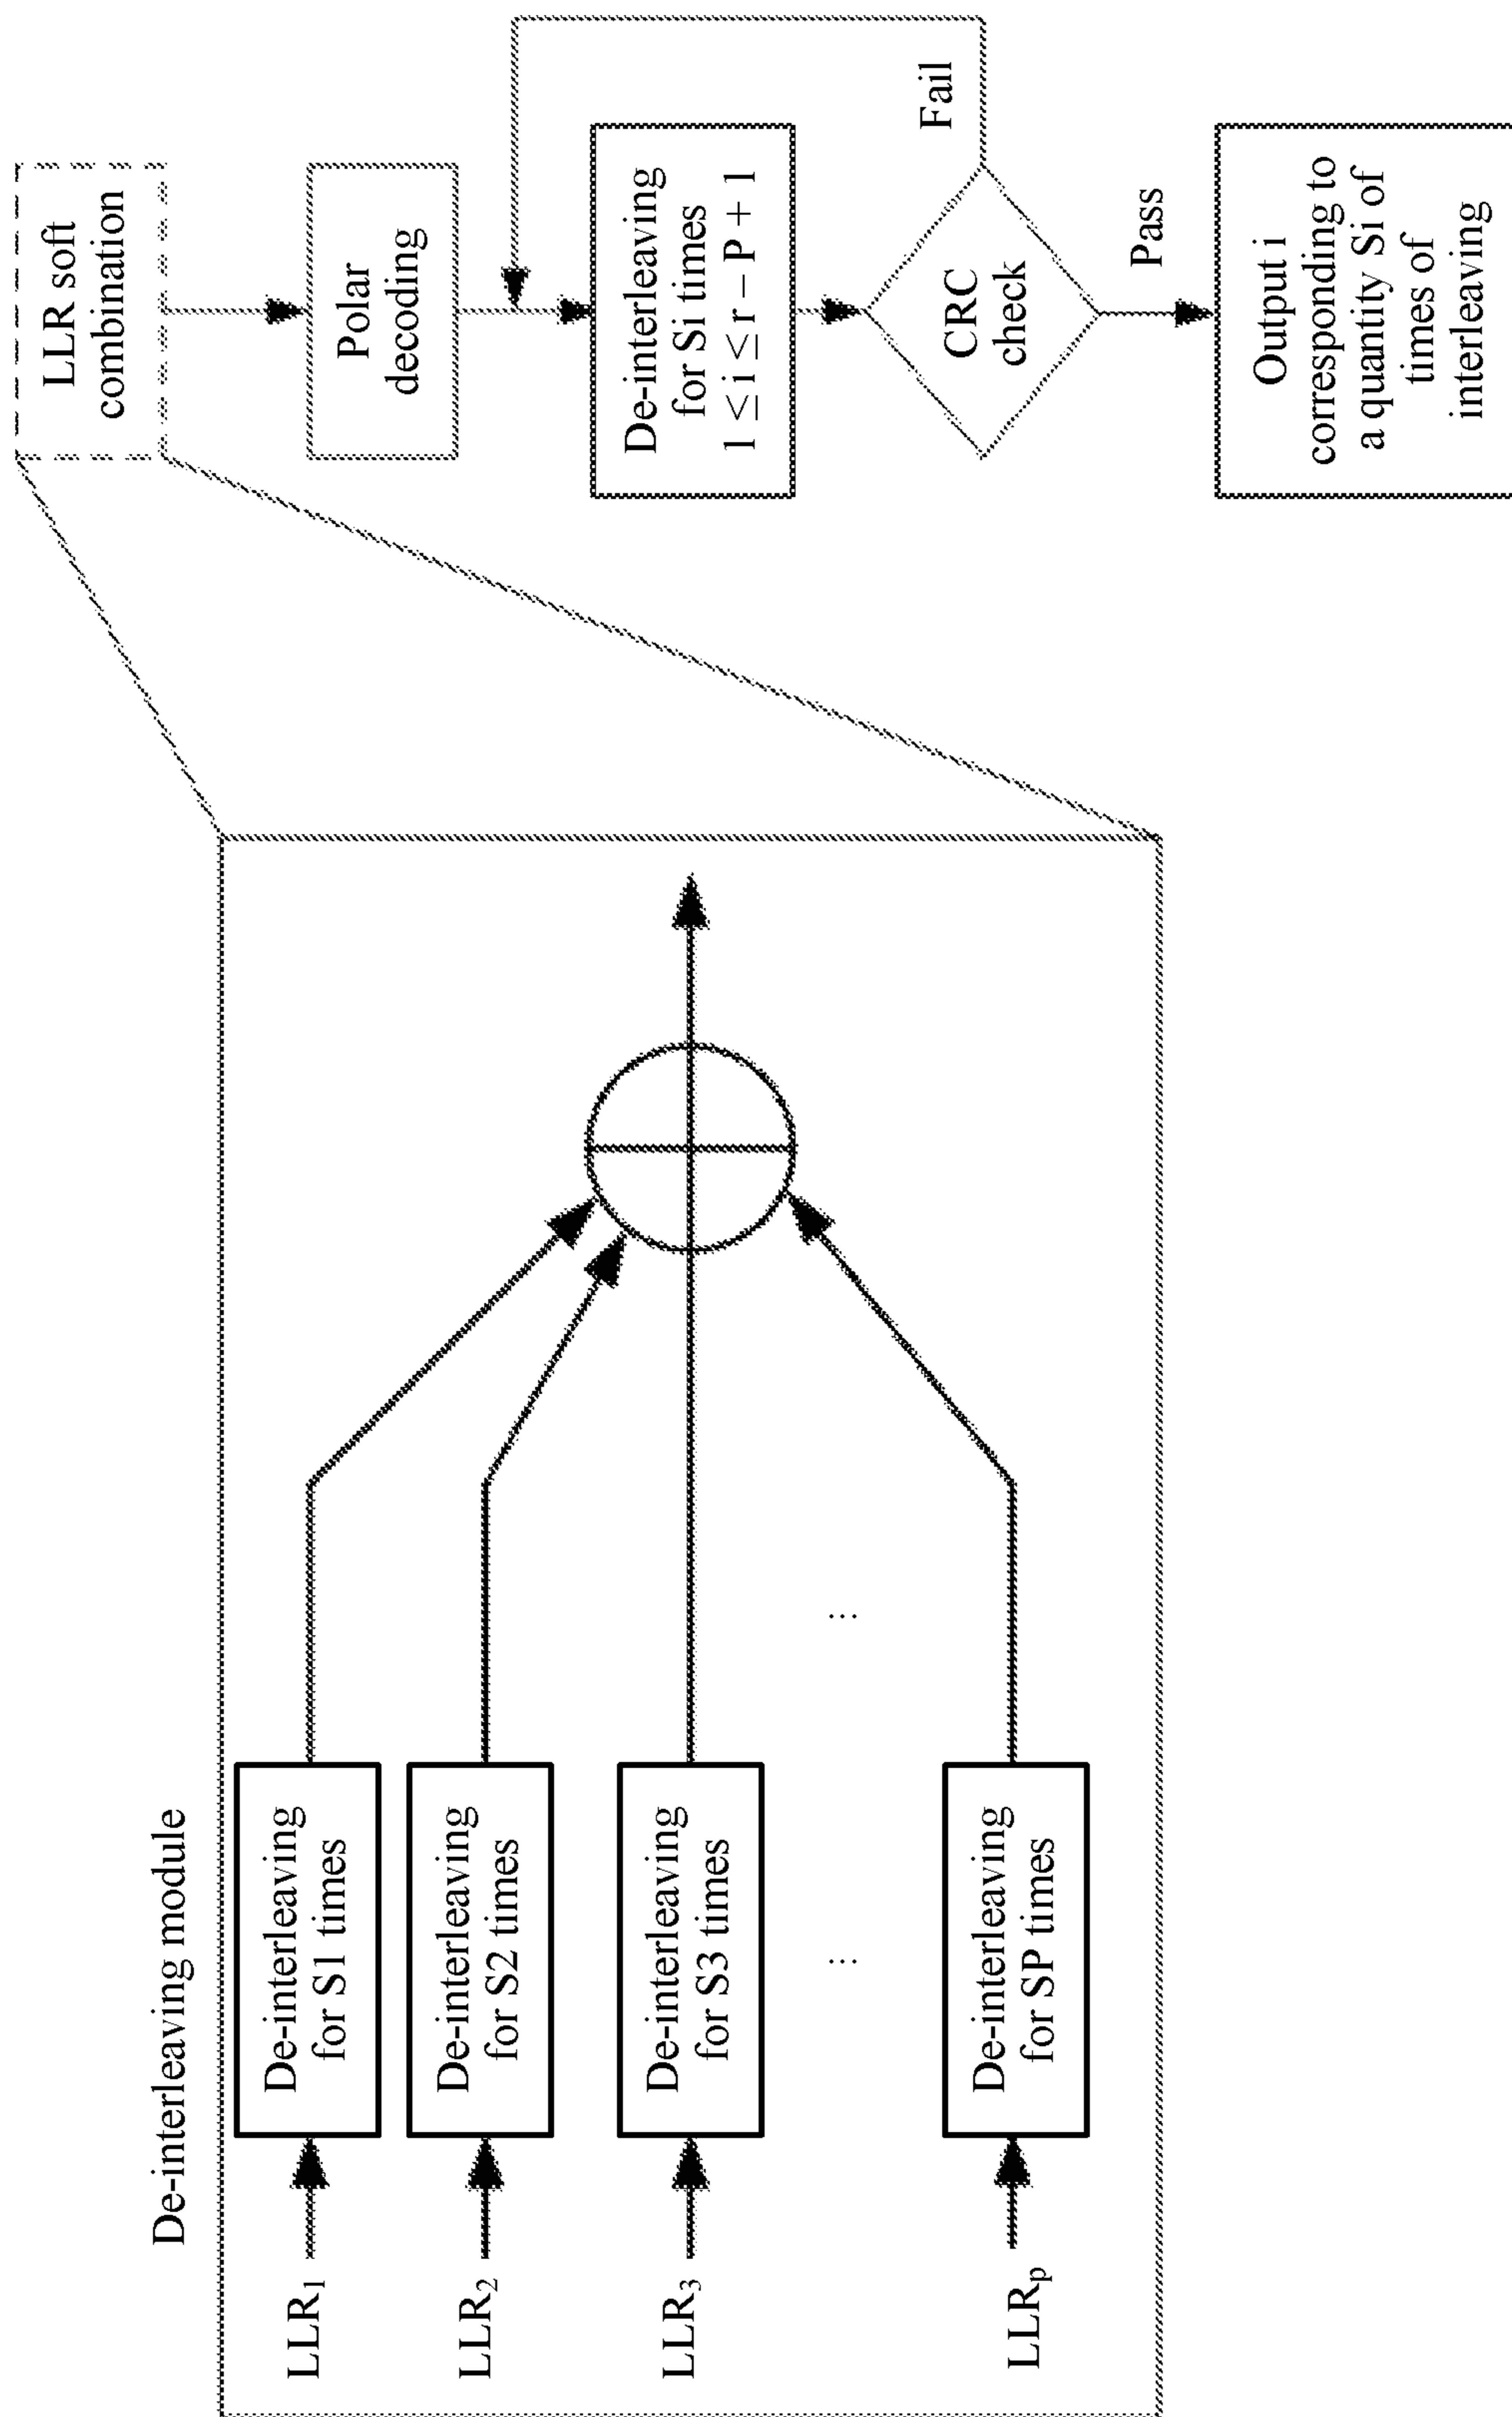 De-interleaving module
LLR1
De-interleaving
for S1 times
LLR2
De-interleaving
for S2 times
LLR3
De-interleaving
for S3 times
...
...
LLRp
De-interleaving
for SP times
LLR soft
combination
Polar
decoding
De-interleaving
for Si times
1 ≤ i ≤ r − P + 1
CRC
check
Fail
Pass
Output i
corresponding to
a quantity Si of
times of
interleaving